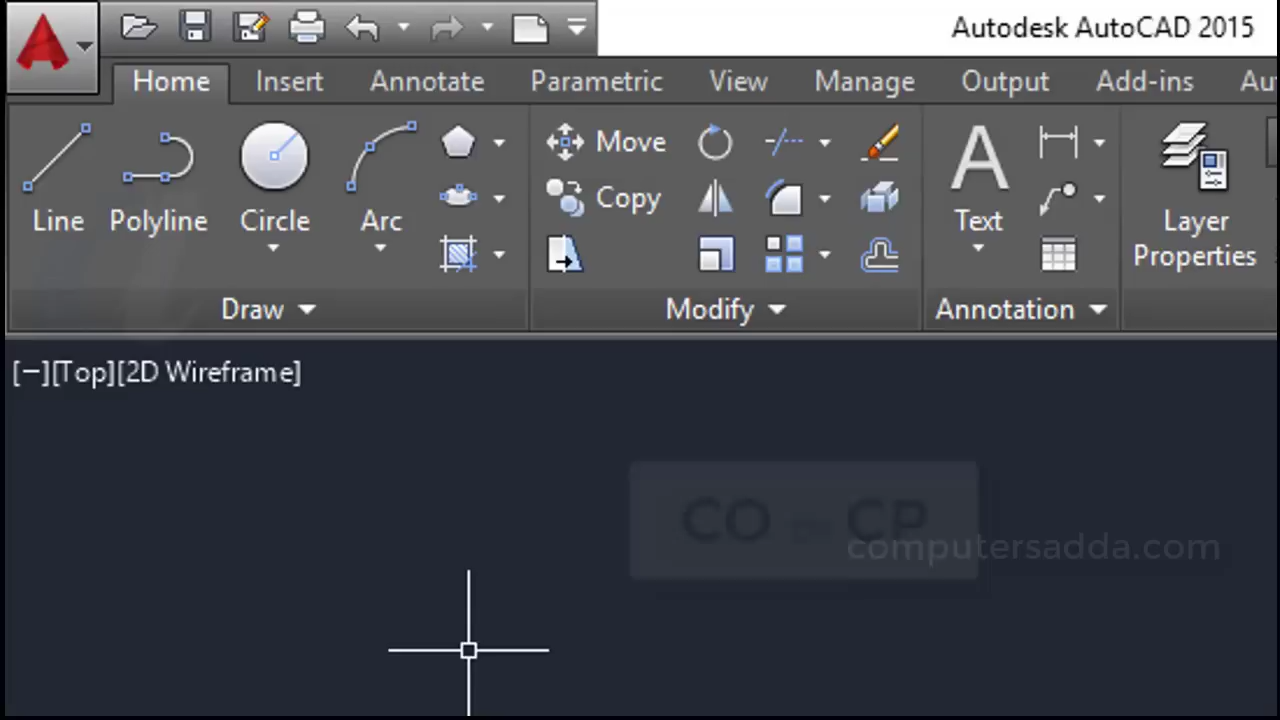 Autodesk AutoCAD 2015
Home Insert Annotate Parametric View Manage Output Add-ins Au
Line Polyline Circle Arc
Move
Copy
Text
Layer
Properties
Draw Modify Annotation
[−][Top][2D Wireframe]
CO CP
computersadda.com